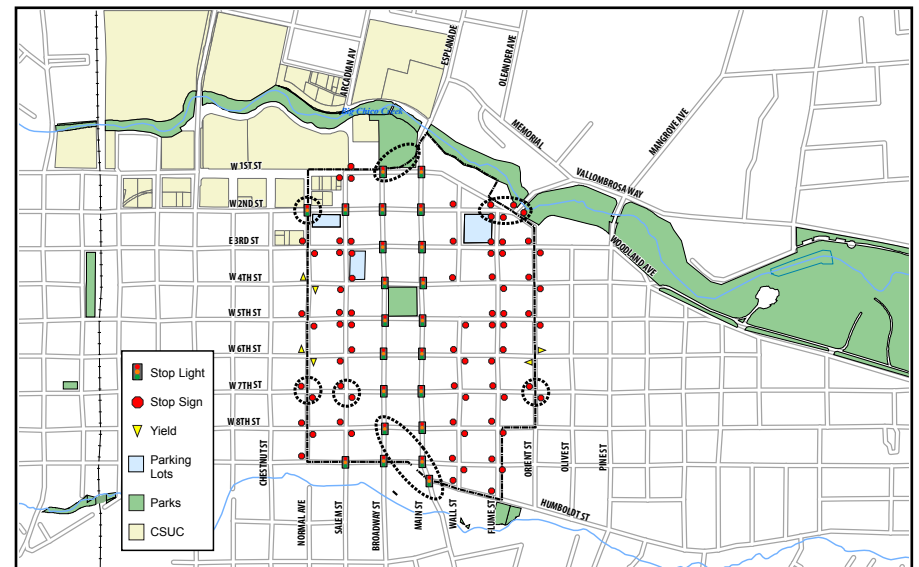 ARCADIAN AV
ESPLANADE
OLEANDER AVE
Big Chico Creek
MEMORIAL
MANGROVE AVE
W 1ST ST
VALLOMBROSA WAY
W 2ND ST
E 3RD ST
WOODLAND AVE
W 4TH ST
W 5TH ST
W 6TH ST
W 7TH ST
W 8TH ST
Stop Light
Stop Sign
Yield
Parking
Lots
Parks
CSUC
CHESTNUT ST
NORMAL AVE
SALEM ST
BROADWAY ST
MAIN ST
WALL ST
FLUME ST
ORIENT ST
OLIVE ST
PINE S T
HUMBOLDT ST